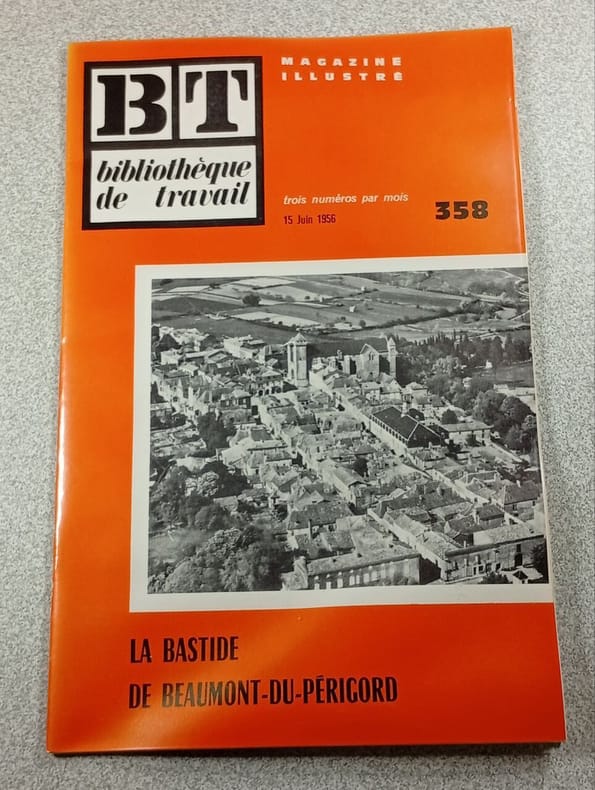 BT
bibliothèque
de travail
MAGAZINE
ILLUSTRÉ
trois numéros par mois
15 Juin 1956
358
LA BASTIDE
DE BEAUMONT-DU-PÉRIGORD